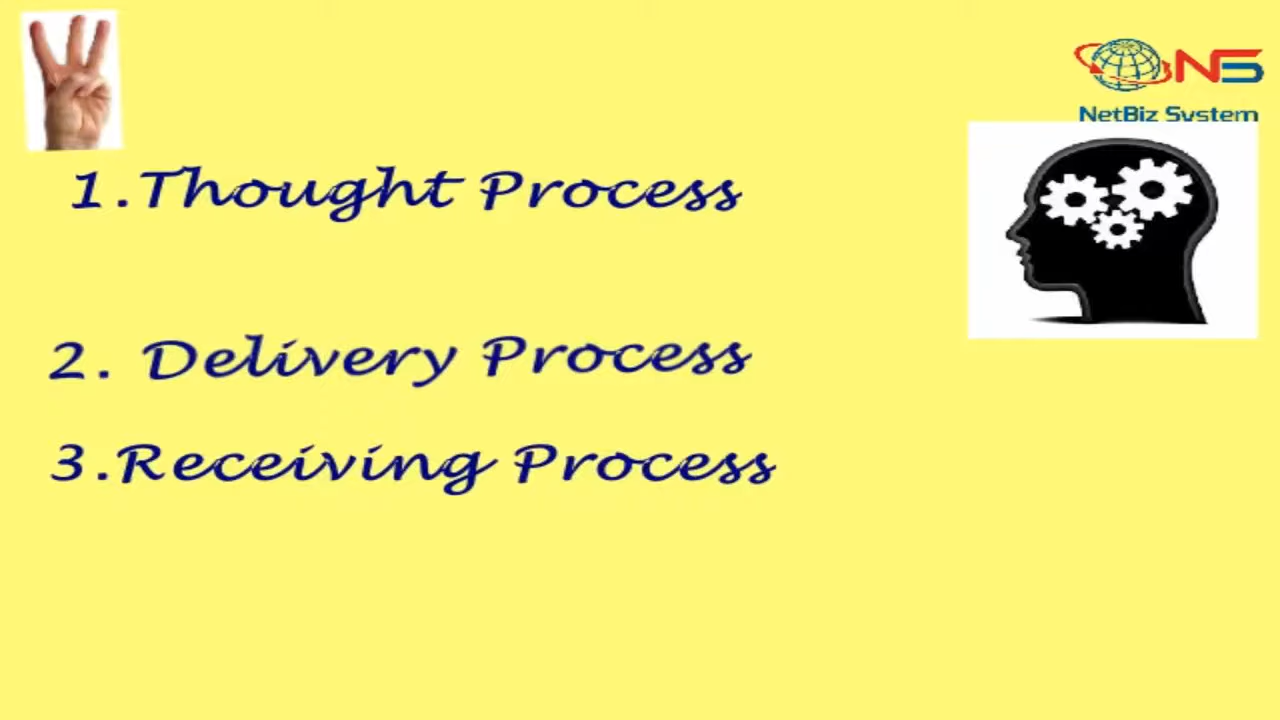 NS
NetBiz System
1.Thought Process
2. Delivery Process
3.Receiving Process